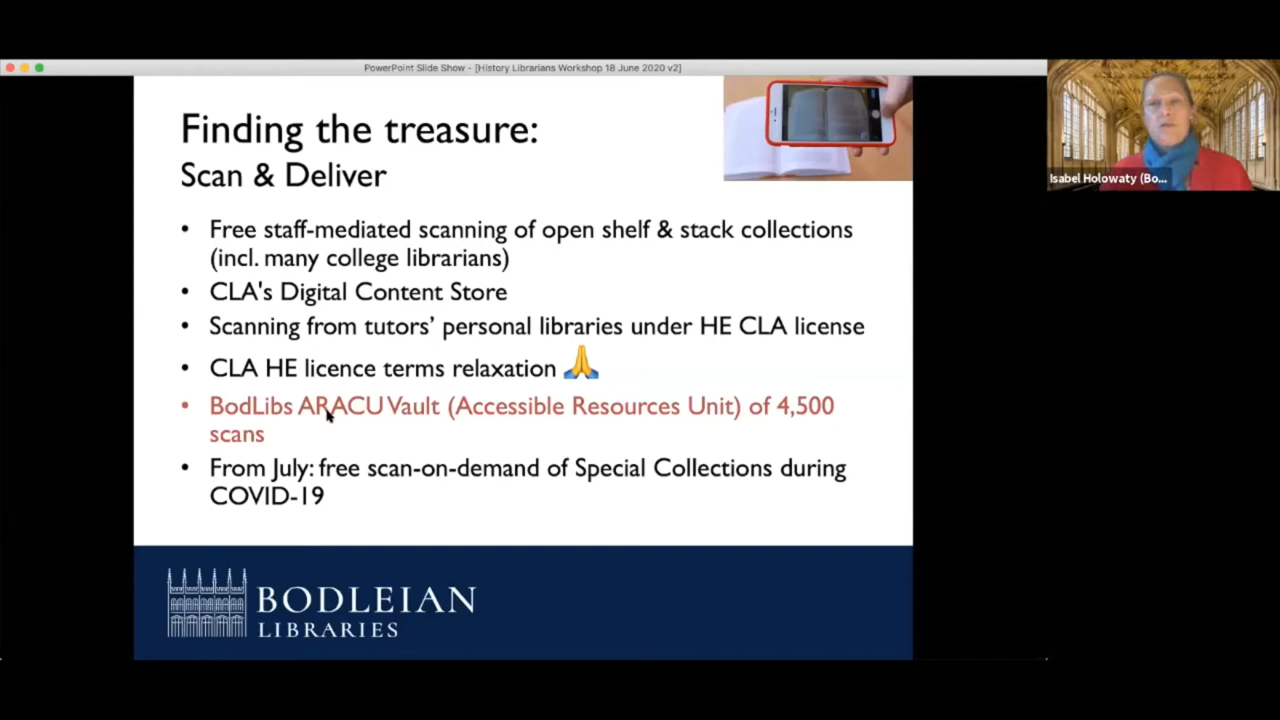 PowerPoint Slide Show - [History Librarians Workshop 18 June 2020 v2]
Finding the treasure:
Scan & Deliver
Isabel Holowaty (Bo...
• Free staff-mediated scanning of open shelf & stack collections
(incl. many college librarians)
• CLA's Digital Content Store
• Scanning from tutors' personal libraries under HE CLA license
• CLA HE licence terms relaxation 🙏
• BodLibs ARACU Vault (Accessible Resources Unit) of 4,500
scans
• From July: free scan-on-demand of Special Collections during
COVID-19
BODLEIAN
LIBRARIES